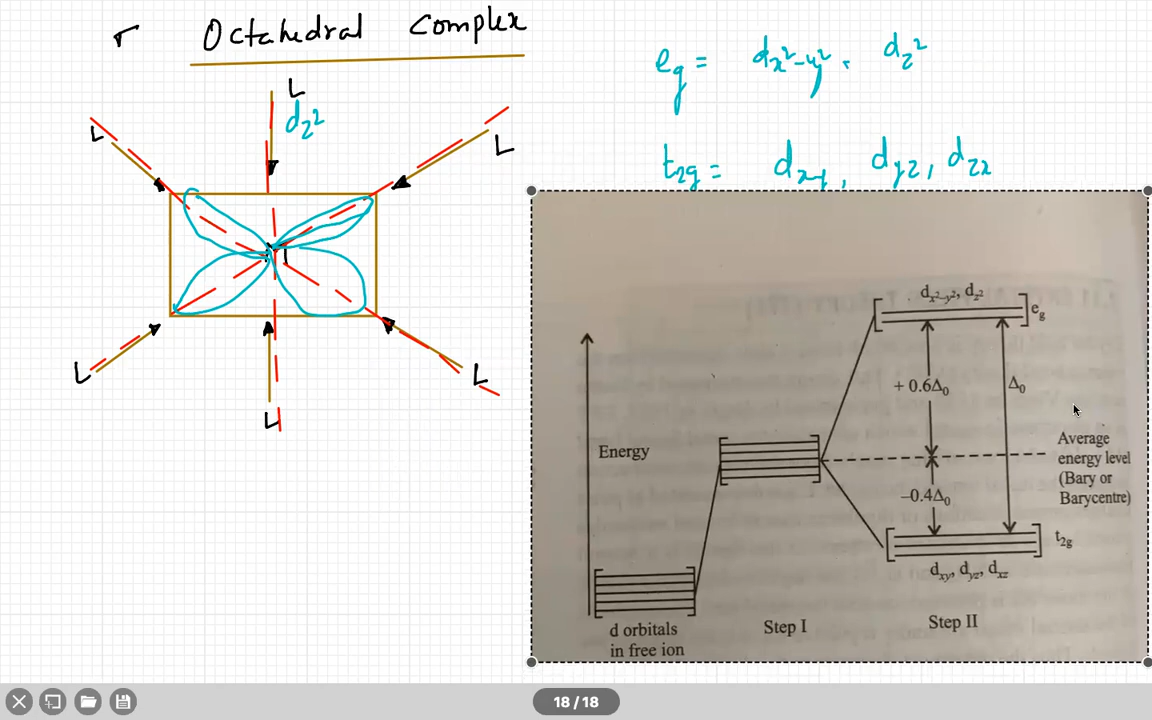 Octahedral Complex
L
dz²
L
L
L
L
L
eg = dx²-y², dz²
t2g = dxy, dyz, dzx
dx²-y², dz²
eg
+ 0.6Δ0
Δ0
Energy
Average
energy level
(Bary or
Barycentre)
-0.4Δ0
t2g
dxy, dyz, dxz
d orbitals
in free ion
Step I
Step II
18 / 18